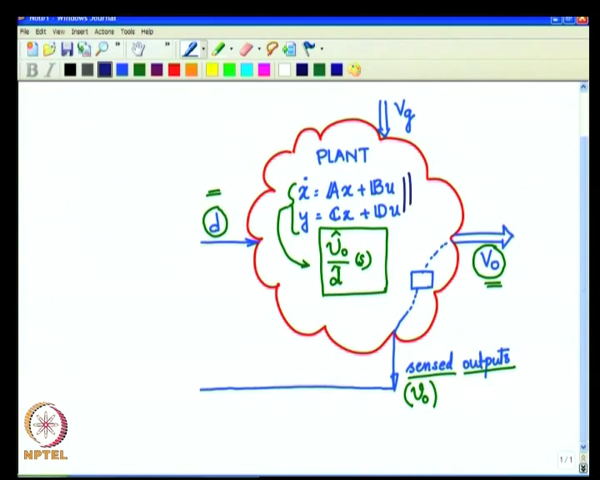 Note1 - Windows Journal
File Edit View Insert Actions Tools Help
B I
Vg
PLANT
ẋ = Ax + Bu
y = Cx + Du
d
v̂o/d̂ (s)
Vo
sensed outputs
(vo)
NPTEL
1/1